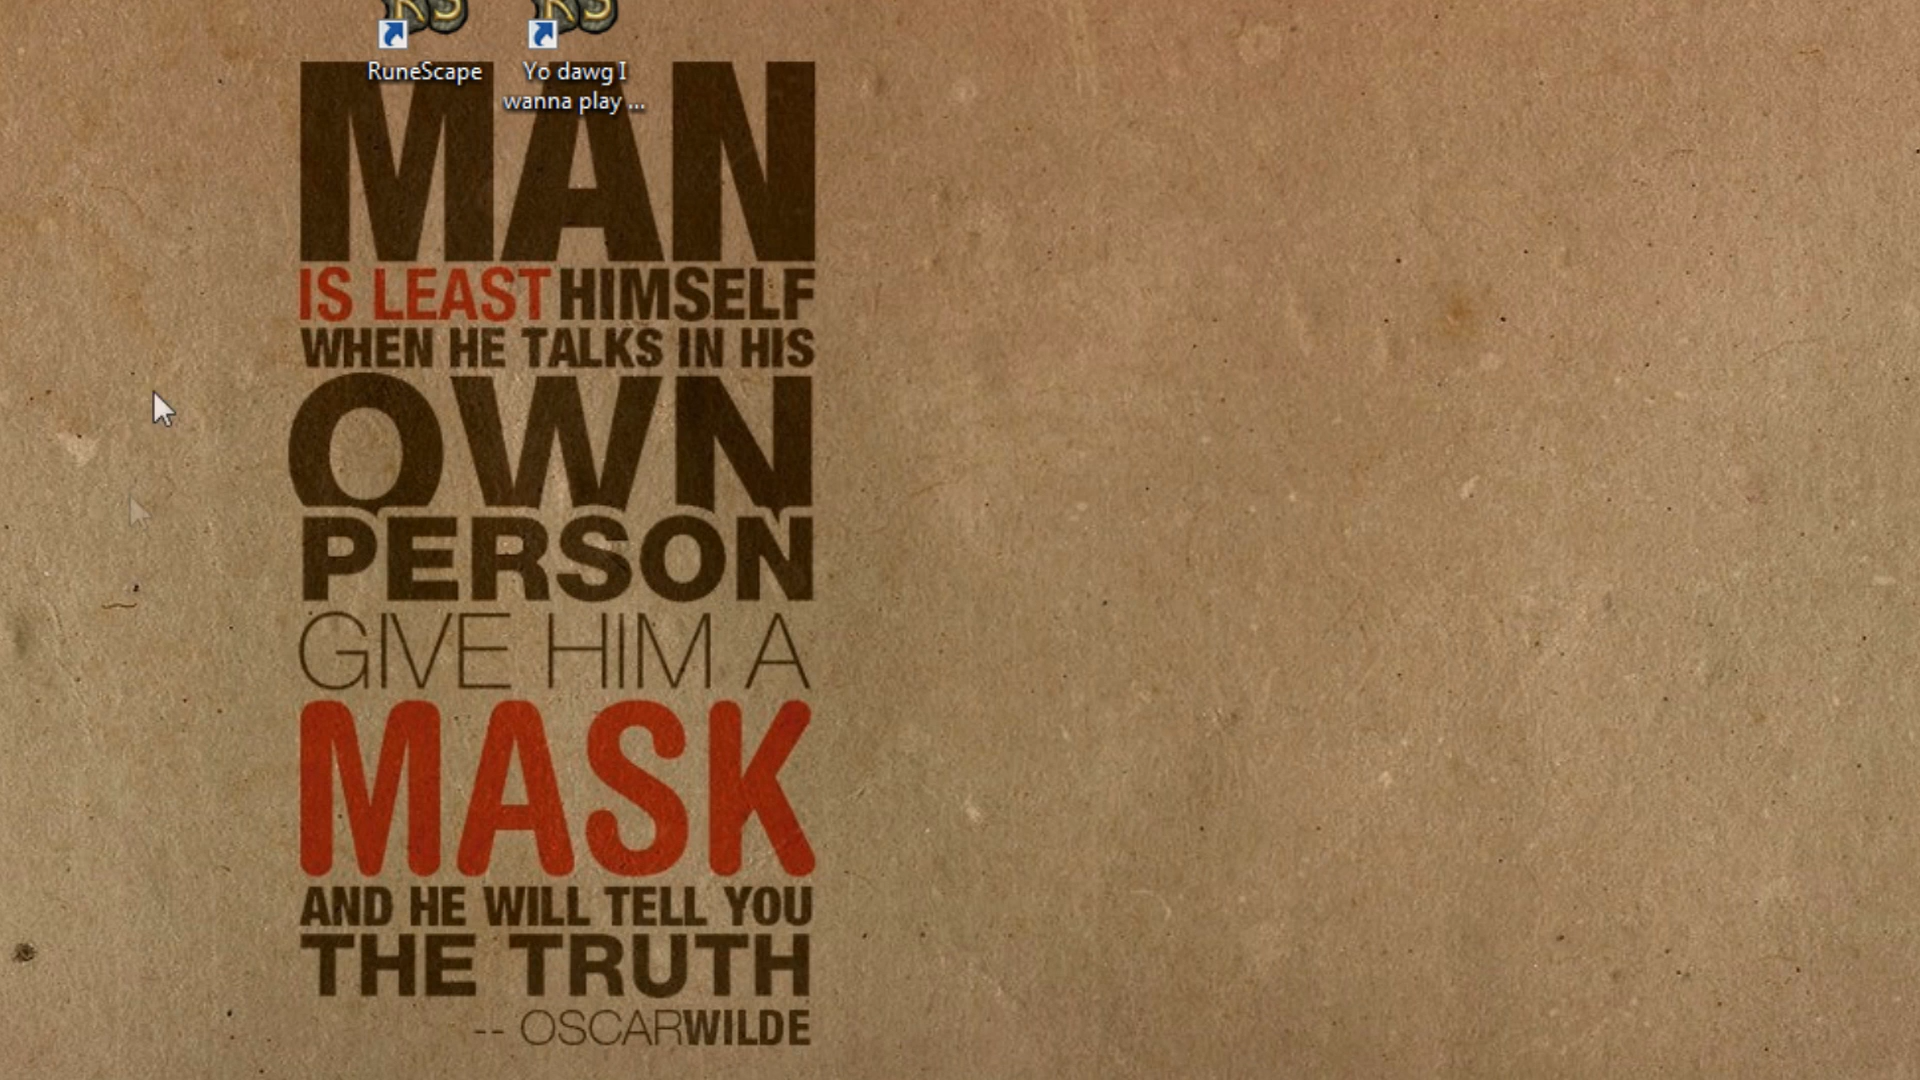 RuneScape
Yo dawg I
wanna play ...
MAN
IS LEAST HIMSELF
WHEN HE TALKS IN HIS
OWN
PERSON
GIVE HIM A
MASK
AND HE WILL TELL YOU
THE TRUTH
-- OSCARWILDE